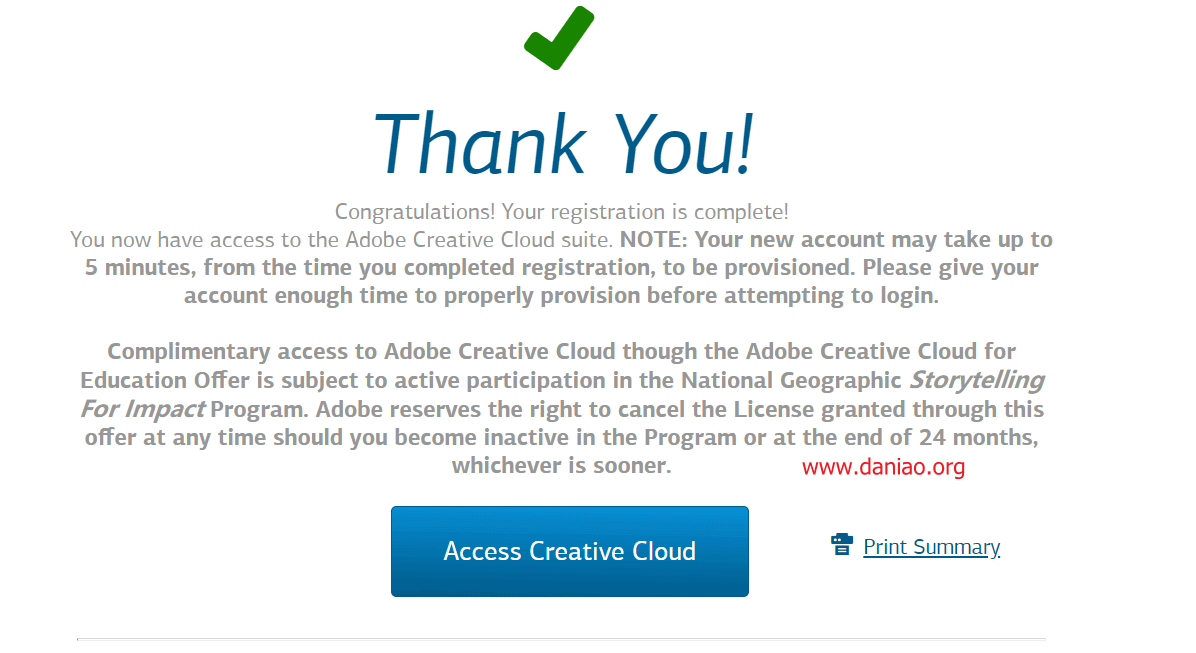 Thank You!
Congratulations! Your registration is complete!
You now have access to the Adobe Creative Cloud suite. NOTE: Your new account may take up to
5 minutes, from the time you completed registration, to be provisioned. Please give your
account enough time to properly provision before attempting to login.
Complimentary access to Adobe Creative Cloud though the Adobe Creative Cloud for
Education Offer is subject to active participation in the National Geographic Storytelling
For Impact Program. Adobe reserves the right to cancel the License granted through this
offer at any time should you become inactive in the Program or at the end of 24 months,
whichever is sooner.
www.daniao.org
Access Creative Cloud
Print Summary